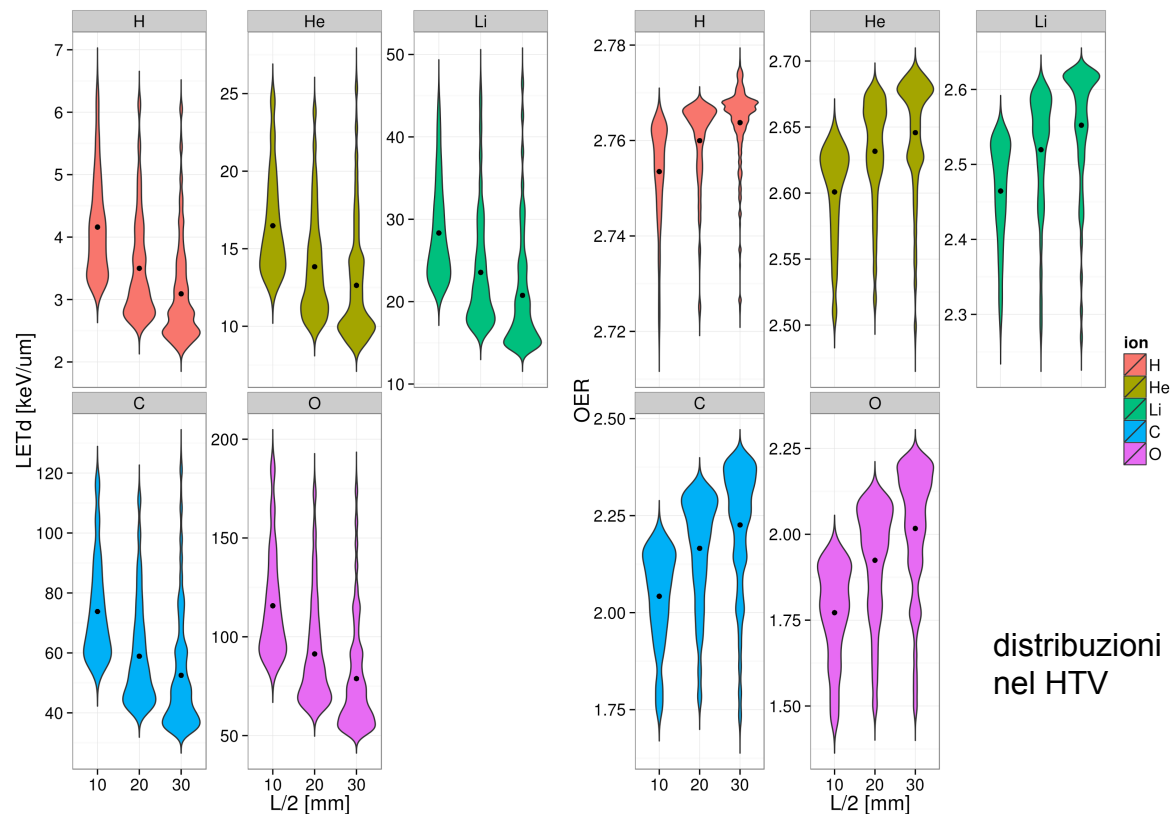 H He Li
7
6
5
4
3
2
25
20
15
10
50
40
30
20
10
C O
120
100
80
60
40
200
150
100
50
LETd [keV/um]
10 20 30 10 20 30
L/2 [mm]
H He Li
2.78
2.76
2.74
2.72
2.70
2.65
2.60
2.55
2.50
2.6
2.5
2.4
2.3
C O
2.50
2.25
2.00
1.75
2.25
2.00
1.75
1.50
OER
10 20 30 10 20 30
L/2 [mm]
ion
H
He
Li
C
O
distribuzioni
nel HTV